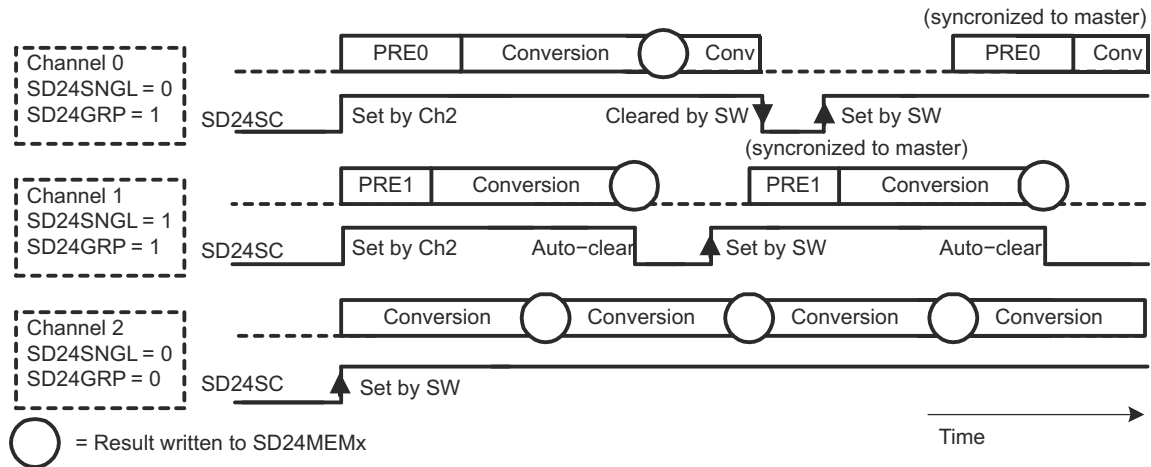 (syncronized to master)
Channel 0
SD24SNGL = 0
SD24GRP = 1
PRE0 Conversion Conv PRE0 Conv
SD24SC Set by Ch2 Cleared by SW Set by SW
(syncronized to master)
Channel 1
SD24SNGL = 1
SD24GRP = 1
PRE1 Conversion PRE1 Conversion
SD24SC Set by Ch2 Auto−clear Set by SW Auto−clear
Channel 2
SD24SNGL = 0
SD24GRP = 0
Conversion Conversion Conversion Conversion
SD24SC Set by SW
= Result written to SD24MEMx
Time